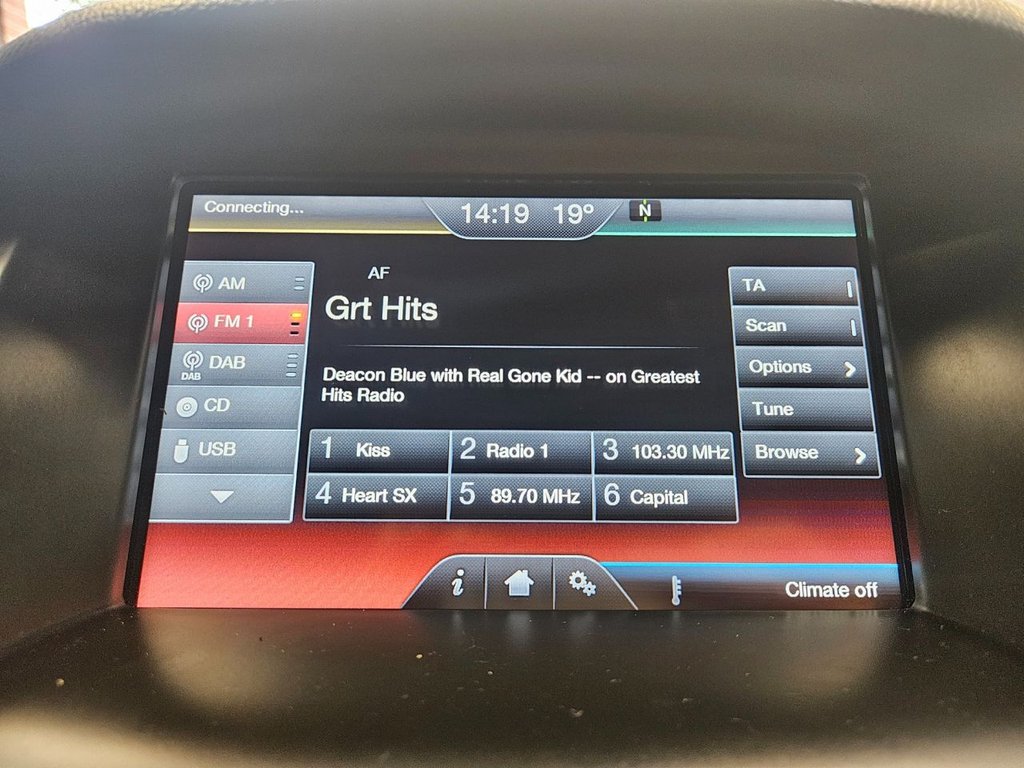 Connecting...
14:19 19° N
AM
FM 1
DAB
DAB
CD
USB
AF
Grt Hits
Deacon Blue with Real Gone Kid -- on Greatest
Hits Radio
1 Kiss
2 Radio 1
3 103.30 MHz
4 Heart SX
5 89.70 MHz
6 Capital
TA
Scan
Options
Tune
Browse
i
Climate off